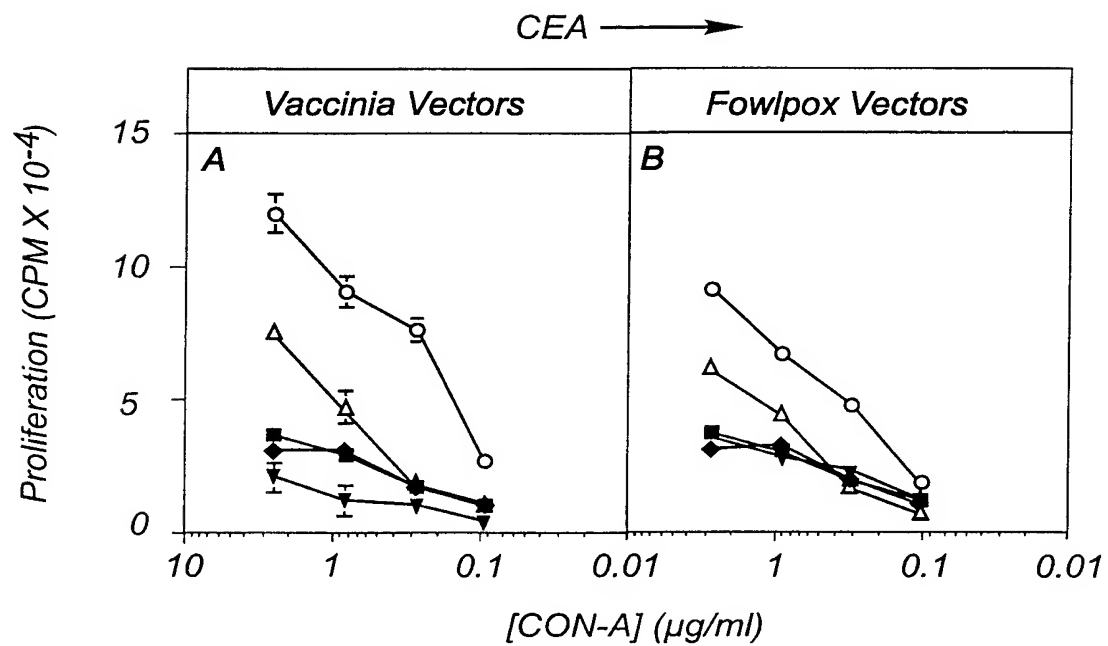 CEA
Vaccinia Vectors
Fowlpox Vectors
A
B
Proliferation (CPM X 10-4)
15
10
5
0
10
1
0.1
0.01
1
0.1
0.01
[CON-A] (µg/ml)